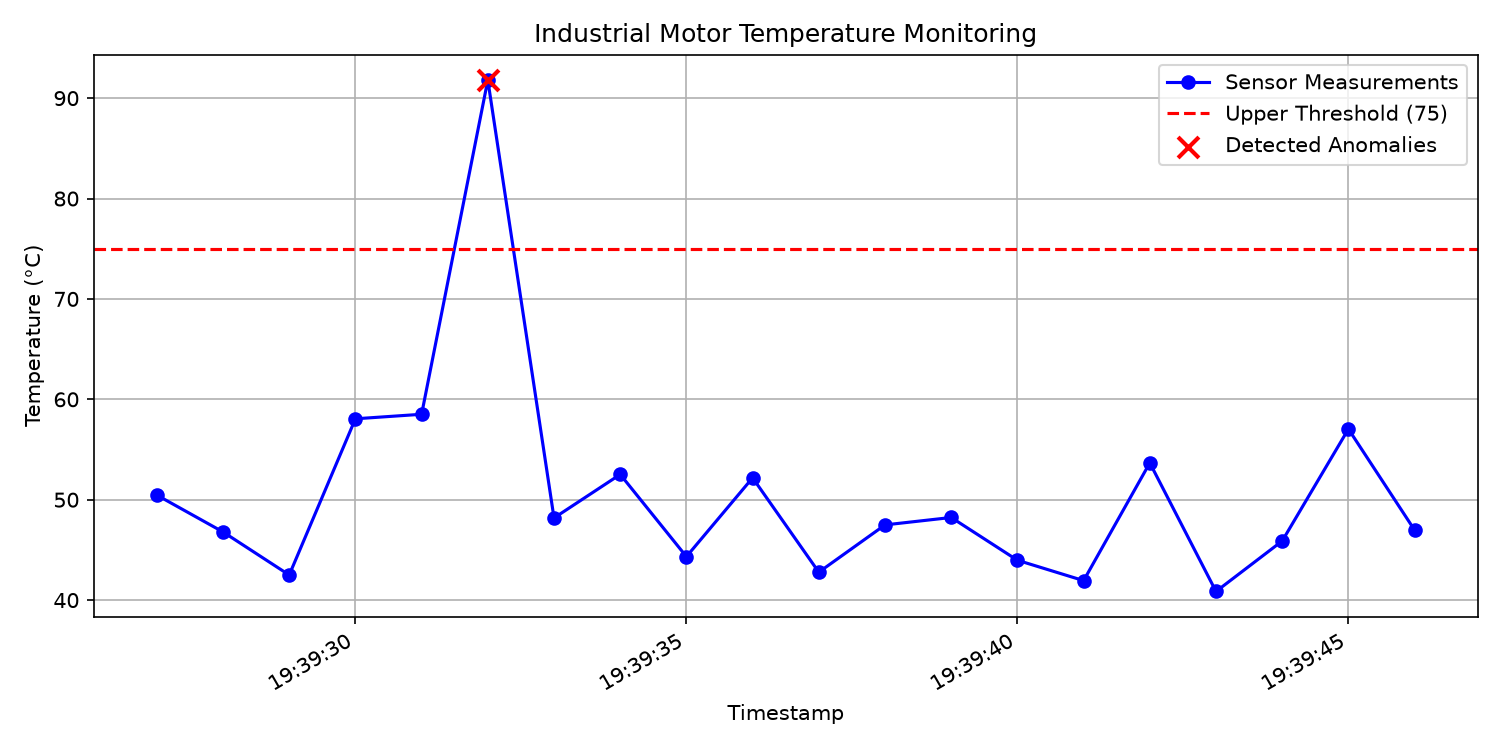 Industrial Motor Temperature Monitoring
Sensor Measurements
Upper Threshold (75)
Detected Anomalies
Temperature (°C)
90
80
70
60
50
40
19:39:30
19:39:35
19:39:40
19:39:45
Timestamp